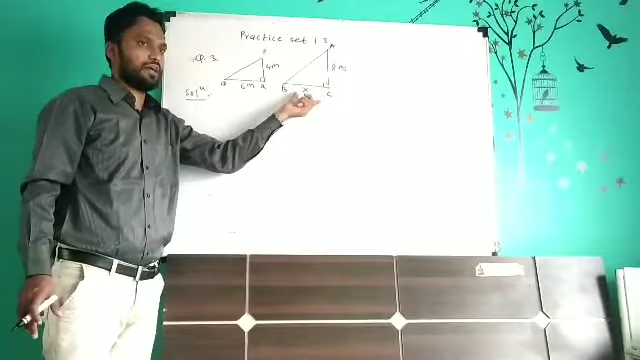 Practice set 1.3
Q. 3.
P A
4m 8m
Q 6m R B x C
Solⁿ.